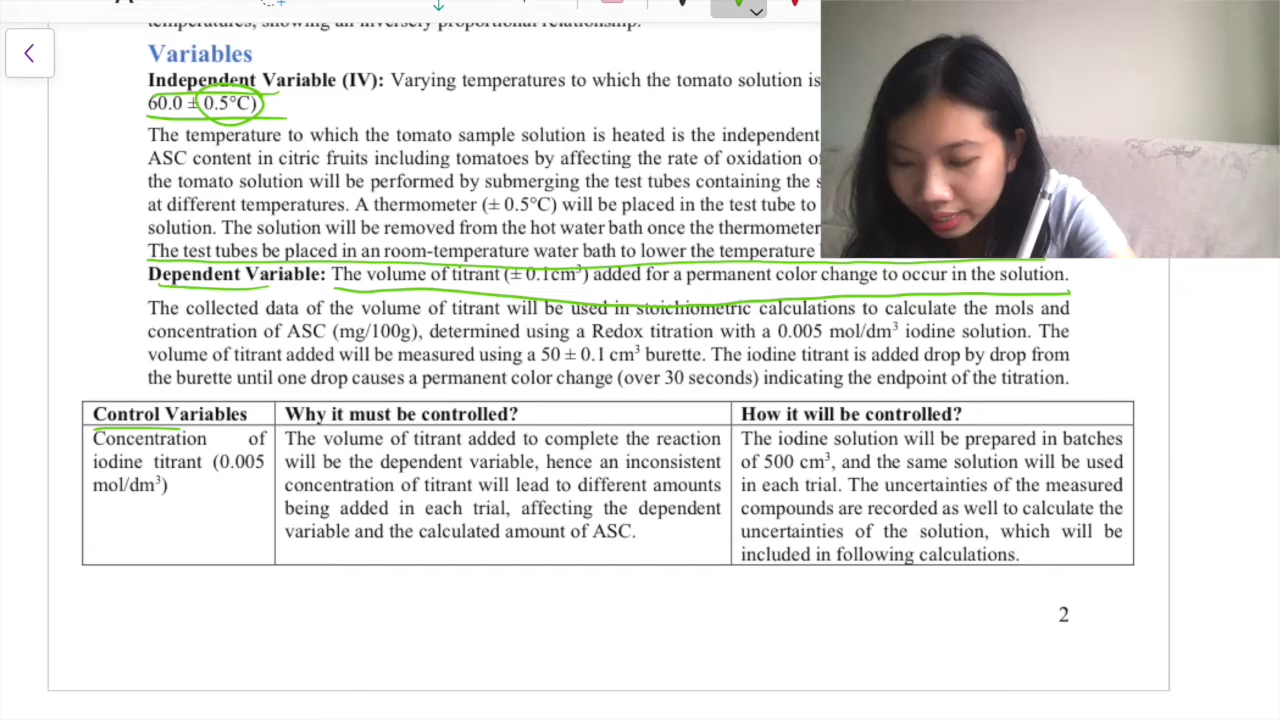 temperatures, showing an inversely proportional relationship.
Variables
Independent Variable (IV): Varying temperatures to which the tomato solution is
60.0 ± 0.5°C)
The temperature to which the tomato sample solution is heated is the independent
ASC content in citric fruits including tomatoes by affecting the rate of oxidation of
the tomato solution will be performed by submerging the test tubes containing the s
at different temperatures. A thermometer (± 0.5°C) will be placed in the test tube to
solution. The solution will be removed from the hot water bath once the thermometer
The test tubes be placed in an room-temperature water bath to lower the temperature
Dependent Variable: The volume of titrant (± 0.1cm³) added for a permanent color change to occur in the solution.
The collected data of the volume of titrant will be used in stoichiometric calculations to calculate the mols and
concentration of ASC (mg/100g), determined using a Redox titration with a 0.005 mol/dm³ iodine solution. The
volume of titrant added will be measured using a 50 ± 0.1 cm³ burette. The iodine titrant is added drop by drop from
the burette until one drop causes a permanent color change (over 30 seconds) indicating the endpoint of the titration.
Control Variables
Why it must be controlled?
How it will be controlled?
Concentration of
iodine titrant (0.005
mol/dm³)
The volume of titrant added to complete the reaction
will be the dependent variable, hence an inconsistent
concentration of titrant will lead to different amounts
being added in each trial, affecting the dependent
variable and the calculated amount of ASC.
The iodine solution will be prepared in batches
of 500 cm³, and the same solution will be used
in each trial. The uncertainties of the measured
compounds are recorded as well to calculate the
uncertainties of the solution, which will be
included in following calculations.
2